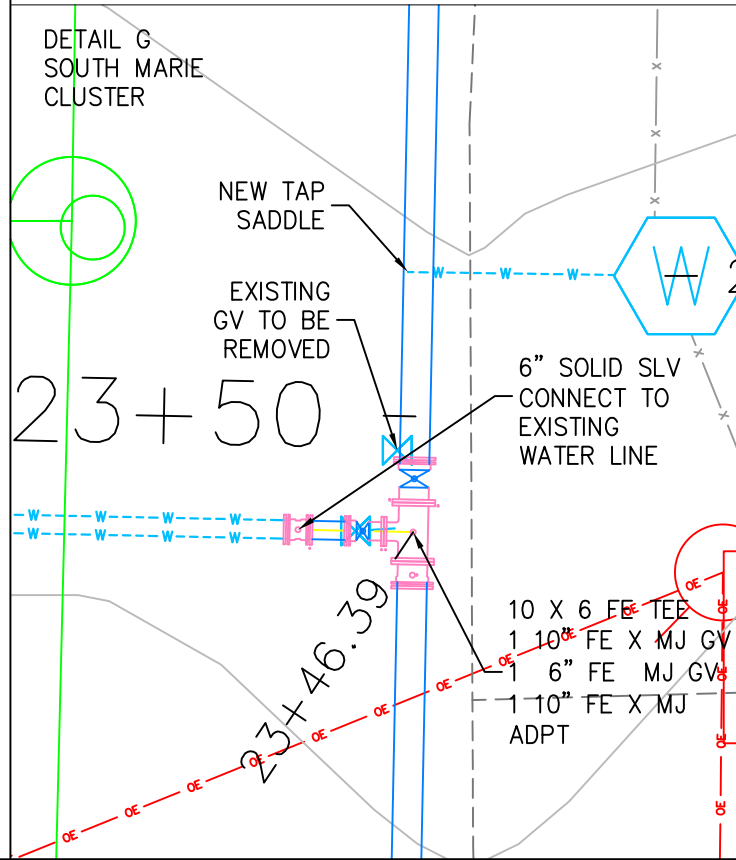 DETAIL G
SOUTH MARIE
CLUSTER
NEW TAP
SADDLE
W W W
W
2
EXISTING
GV TO BE
REMOVED
6” SOLID SLV
CONNECT TO
EXISTING
WATER LINE
23+50
W W W
W W W
23+46.39
10 X 6 FE TEE
1 10” FE X MJ GV
1 6” FE MJ GV
1 10” FE X MJ
ADPT
OE OE OE OE OE OE OE OE OE OE
OE
OE
OE
OE
X
X
X
X
X